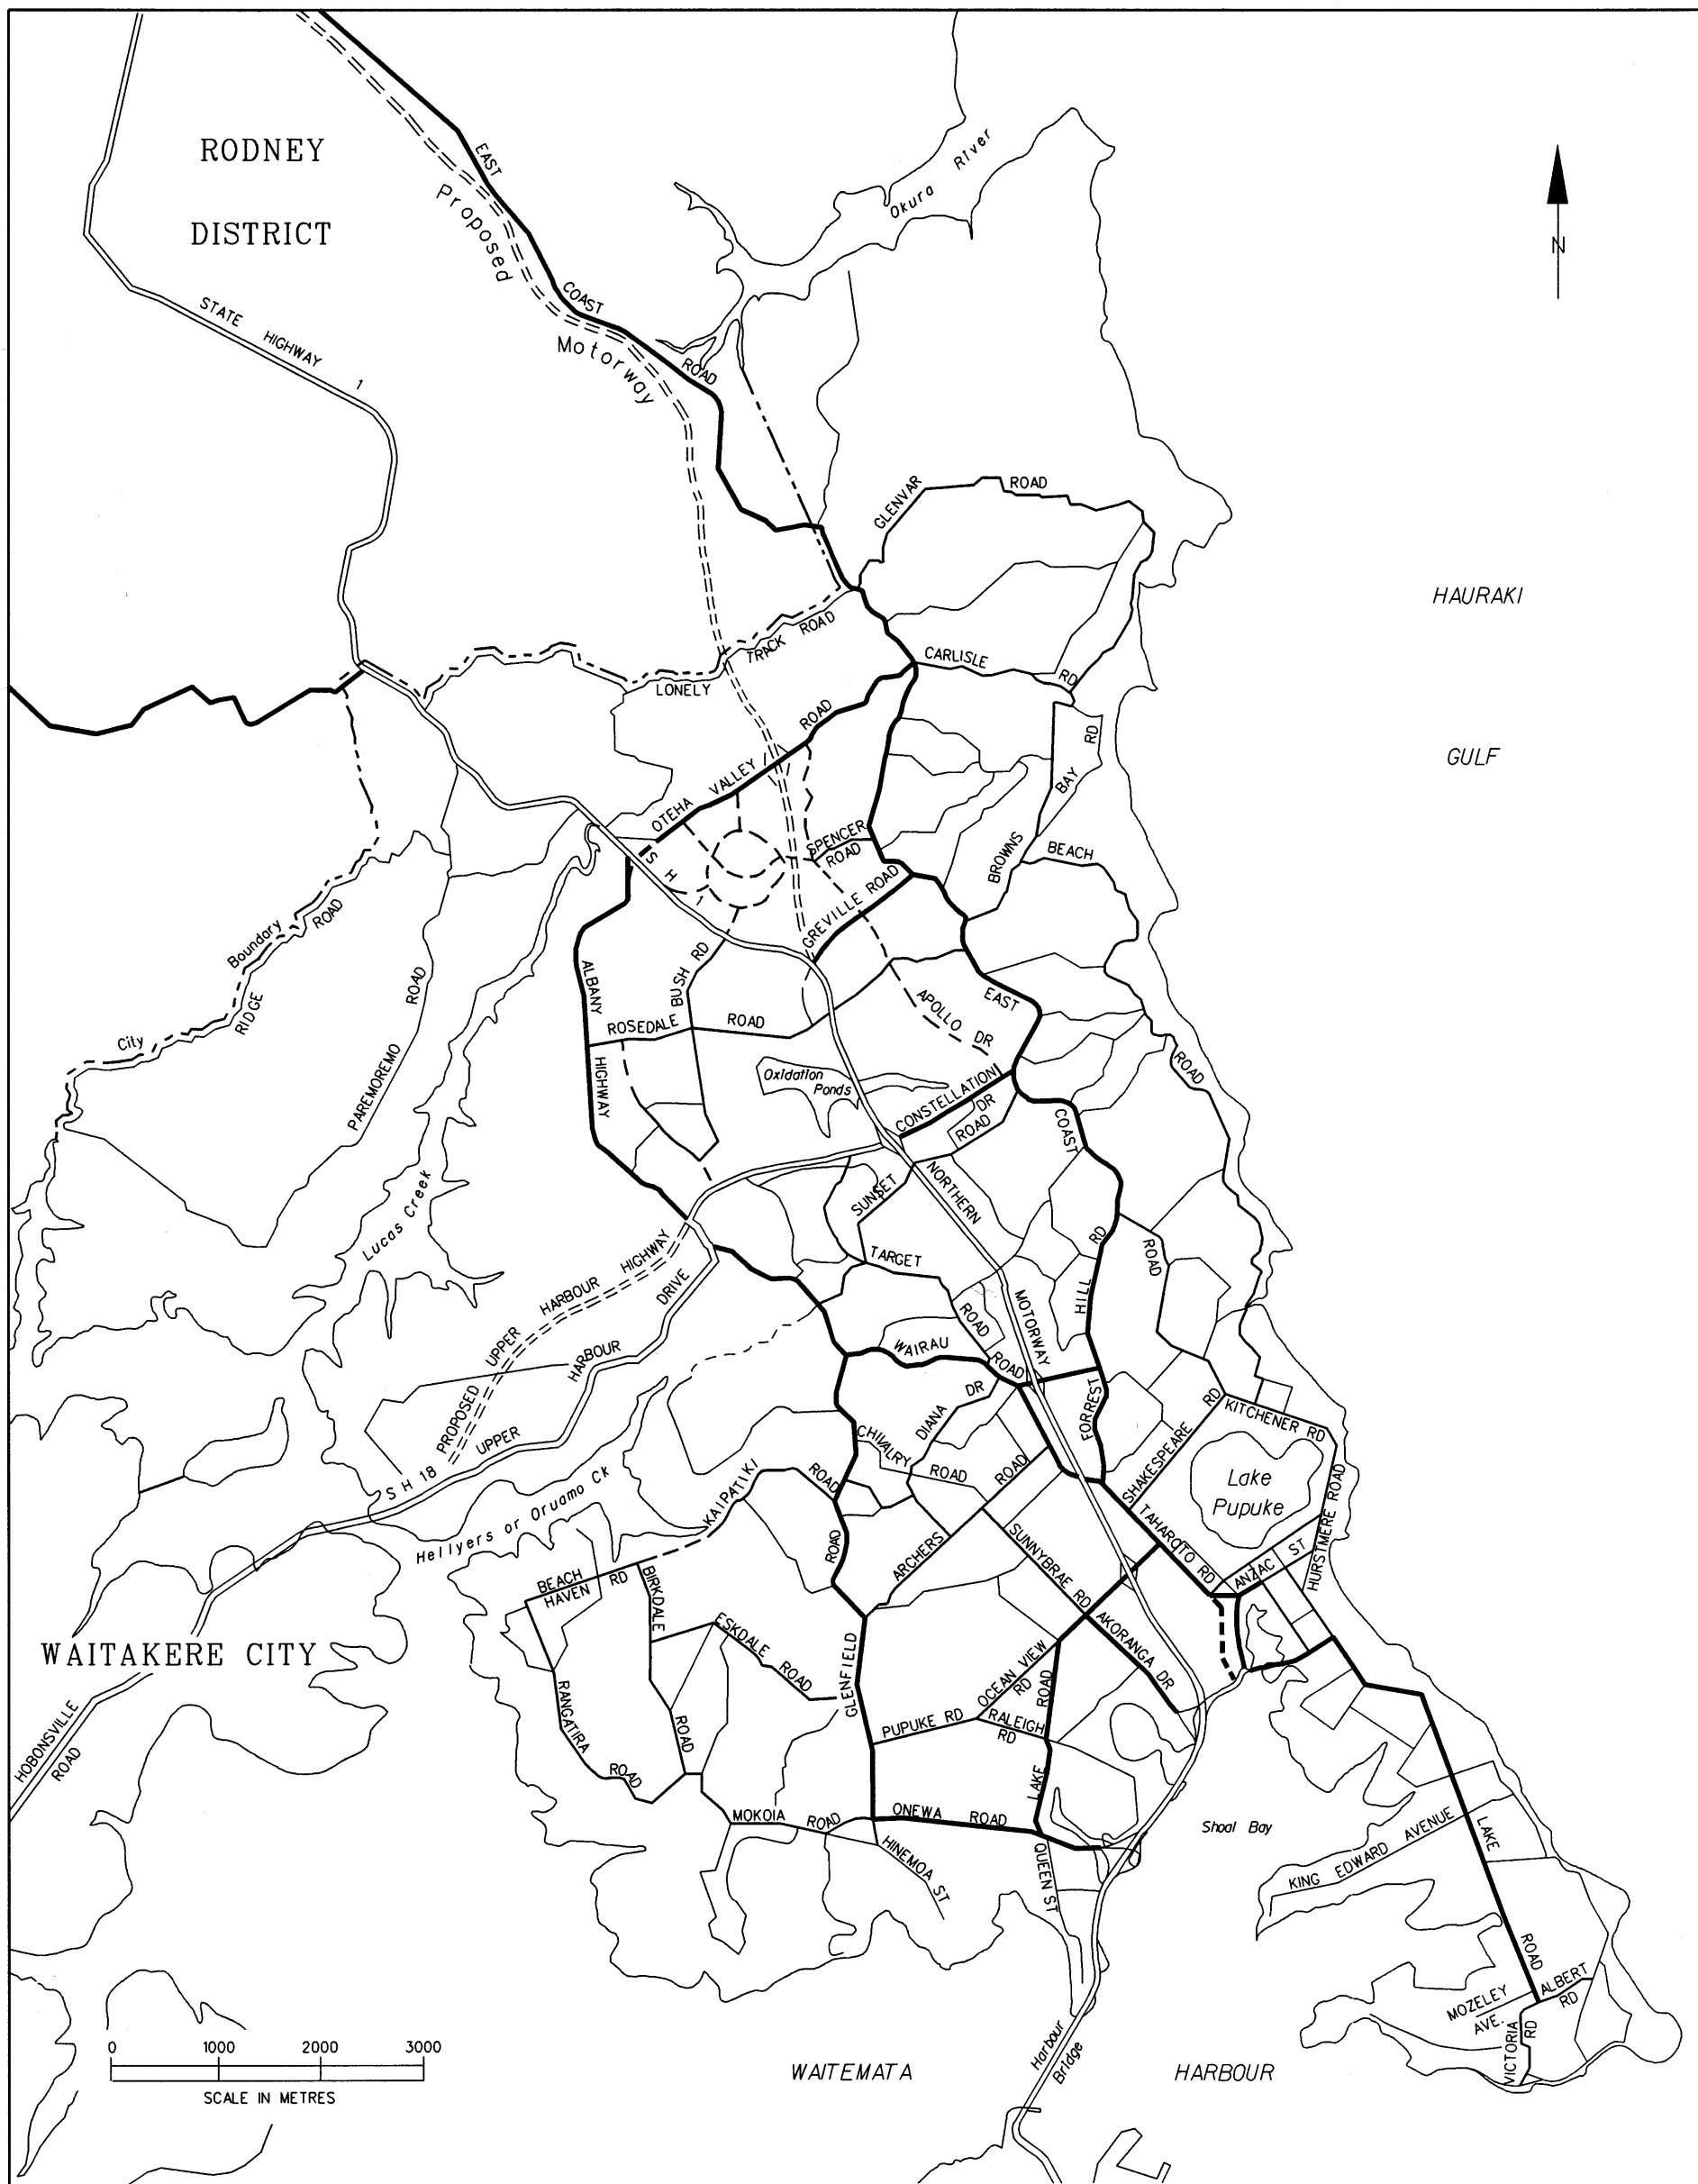 RODNEY
DISTRICT
EAST
COAST
ROAD
Proposed
Motorway
Okura River
N
STATE HIGHWAY 1
GLENVAR ROAD
HAURAKI
GULF
LONELY TRACK ROAD
CARLISLE RD
OTEHA VALLEY ROAD
BROWNS BAY RD
BEACH
ROAD
SPENCER
ROAD
GREVILLE ROAD
S H 1
City Boundary
RIDGE ROAD
PAREMOREMO ROAD
ALBANY
HIGHWAY
BUSH RD
ROSEDALE ROAD
APOLLO DR
EAST
COAST
RD
Oxidation
Ponds
CONSTELLATION
DR
ROAD
SUNSET
NORTHERN
MOTORWAY
Lucas Creek
TARGET
ROAD
HILL
ROAD
PROPOSED UPPER HARBOUR HIGHWAY
S H 18 UPPER HARBOUR DRIVE
WAIRAU
ROAD
FORREST
DIANA DR
CHIVALRY ROAD
SHAKESPEARE RD
KITCHENER RD
Lake
Pupuke
HURSTMERE ROAD
KAIPATIKI
ROAD
Hellyers or Oruamo Ck
ROAD
ARCHERS ROAD
SUNNYBRAE RD
TAHAROTO RD
ANZAC ST
BEACH
HAVEN RD
BIRKDALE
ROAD
ESKDALE ROAD
RANGATIRA
ROAD
WAITAKERE CITY
HOBONSVILLE
ROAD
GLENFIELD
OCEAN VIEW
RD
AKORANGA DR
PUPUKE RD
RALEIGH
RD
LAKE ROAD
MOKOIA ROAD
ONEWA ROAD
HINEMOA ST
QUEEN ST
Shoal Bay
KING EDWARD AVENUE
LAKE
ROAD
MOZELEY
AVE.
ALBERT
RD
VICTORIA RD
Harbour
Bridge
WAITEMATA HARBOUR
0 1000 2000 3000
SCALE IN METRES